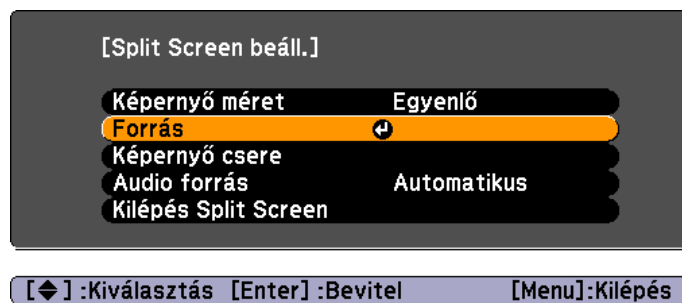 [Split Screen beáll.]
Képernyő méret Egyenlő
Forrás
Képernyő csere
Audio forrás Automatikus
Kilépés Split Screen
[◆] :Kiválasztás [Enter] :Bevitel [Menu]:Kilépés